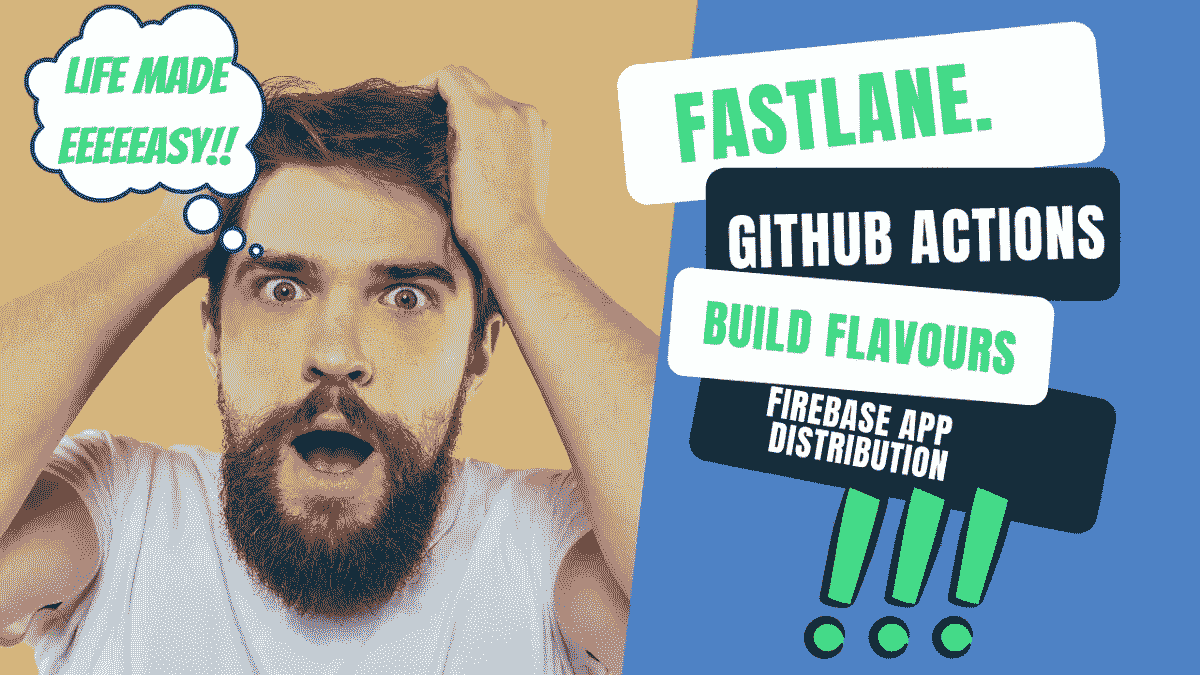 LIFE MADE
EEEEEASY!!
FASTLANE.
GITHUB ACTIONS
BUILD FLAVOURS
FIREBASE APP
DISTRIBUTION
!!!